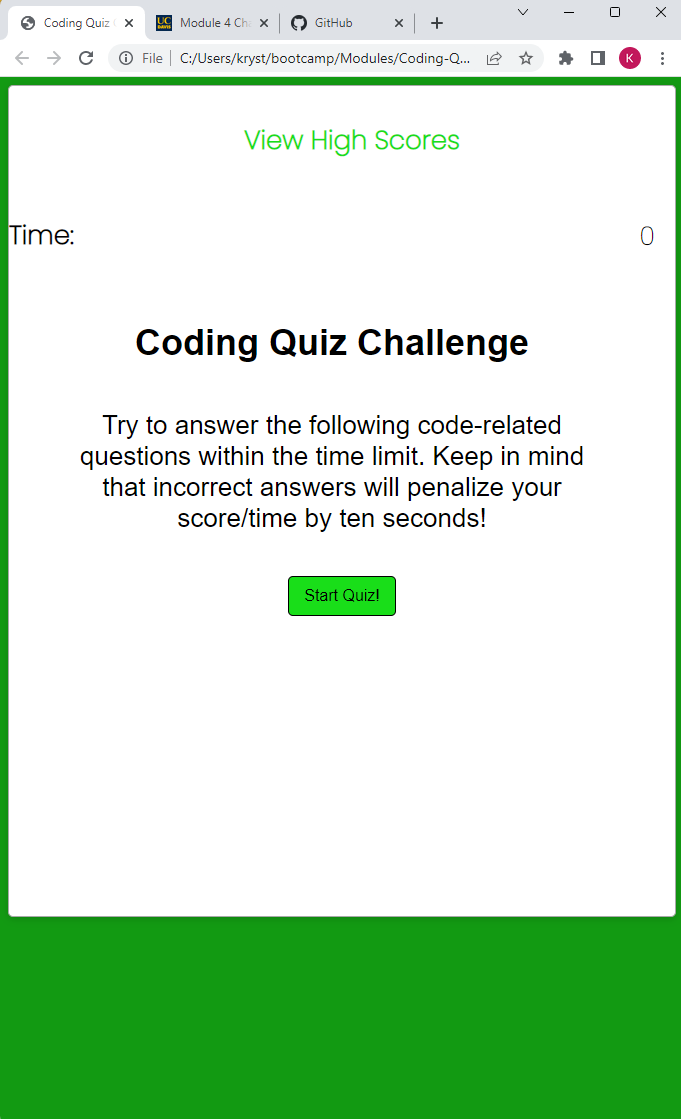 Coding Quiz
UC DAVIS Module 4 Ch
GitHub
File C:/Users/kryst/bootcamp/Modules/Coding-Q...
K
View High Scores
Time: 0
Coding Quiz Challenge
Try to answer the following code-related
questions within the time limit. Keep in mind
that incorrect answers will penalize your
score/time by ten seconds!
Start Quiz!